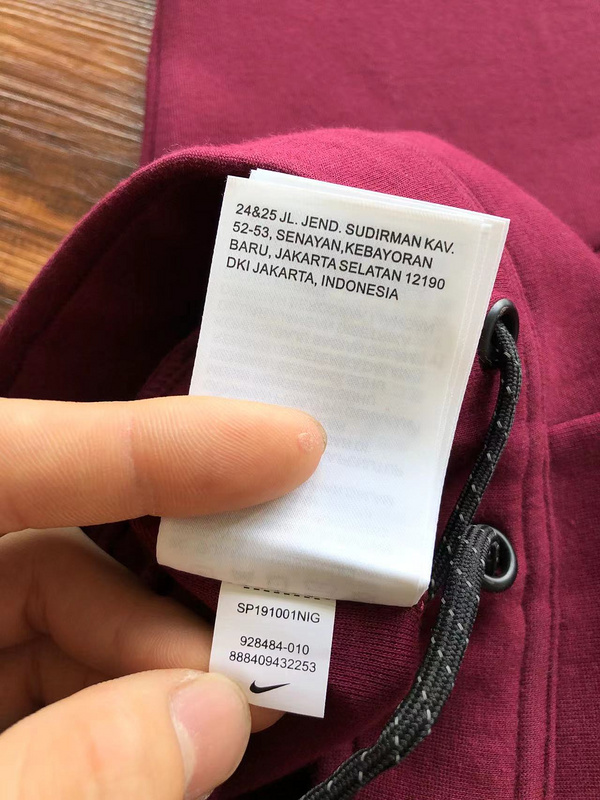 24&25 JL. JEND. SUDIRMAN KAV.
52-53, SENAYAN,KEBAYORAN
BARU, JAKARTA SELATAN 12190
DKI JAKARTA, INDONESIA
SP191001NIG
928484-010
888409432253